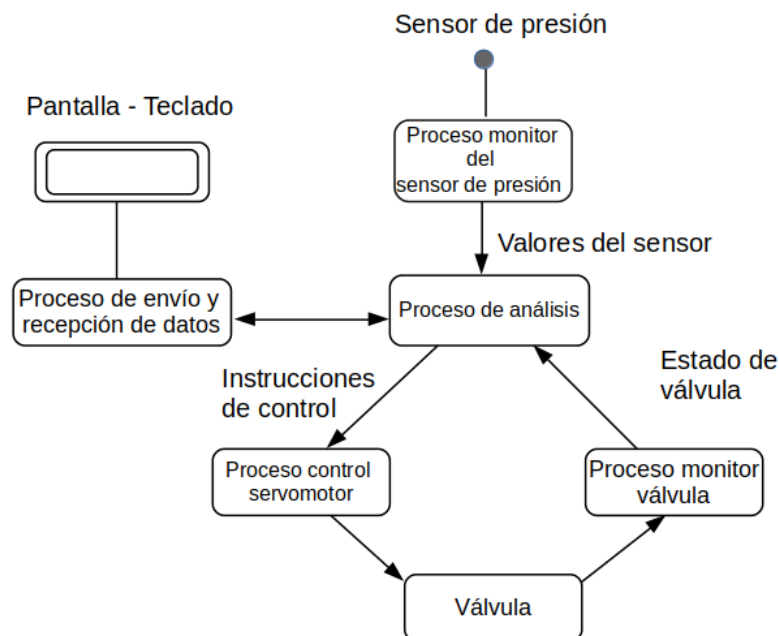 Sensor de presión
Pantalla - Teclado
Proceso monitor
del
sensor de presión
Valores del sensor
Proceso de envío y
recepción de datos
Proceso de análisis
Instrucciones
de control
Estado de
válvula
Proceso control
servomotor
Proceso monitor
válvula
Válvula